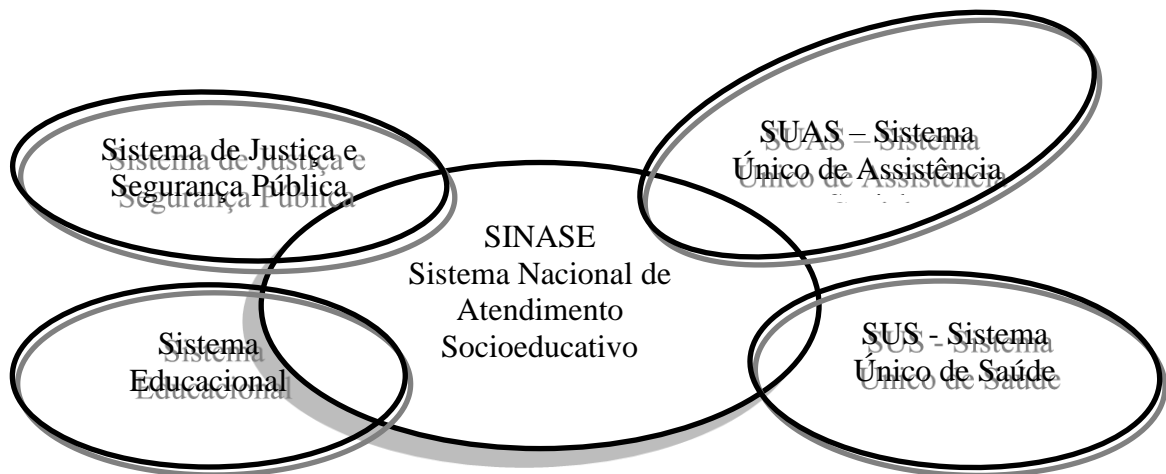 Sistema de Justiça e
Segurança Pública
SUAS – Sistema
Único de Assistência
SINASE
Sistema Nacional de
Atendimento
Socioeducativo
Sistema
Educacional
SUS - Sistema
Único de Saúde